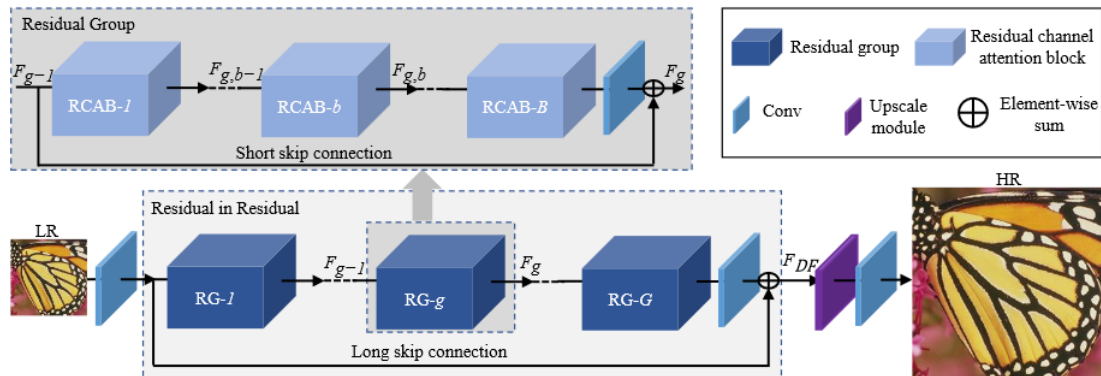 Residual Group
F_{g-1}
RCAB-1
F_{g,b-1}
RCAB-b
F_{g,b}
RCAB-B
F_g
Short skip connection
Residual group
Residual channel
attention block
Conv
Upscale
module
Element-wise
sum
Residual in Residual
LR
RG-1
F_{g-1}
RG-g
F_g
RG-G
F_{DF}
Long skip connection
HR